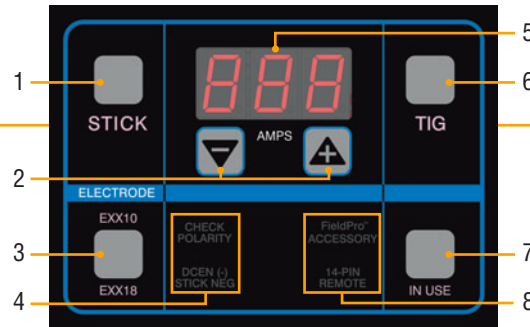 5
888
1
6
STICK
TIG
AMPS
2
ELECTRODE
EXX10
CHECK
POLARITY
FieldPro™
ACCESSORY
3
7
DCEN (-)
STICK NEG
14-PIN
REMOTE
EXX18
IN USE
4
8